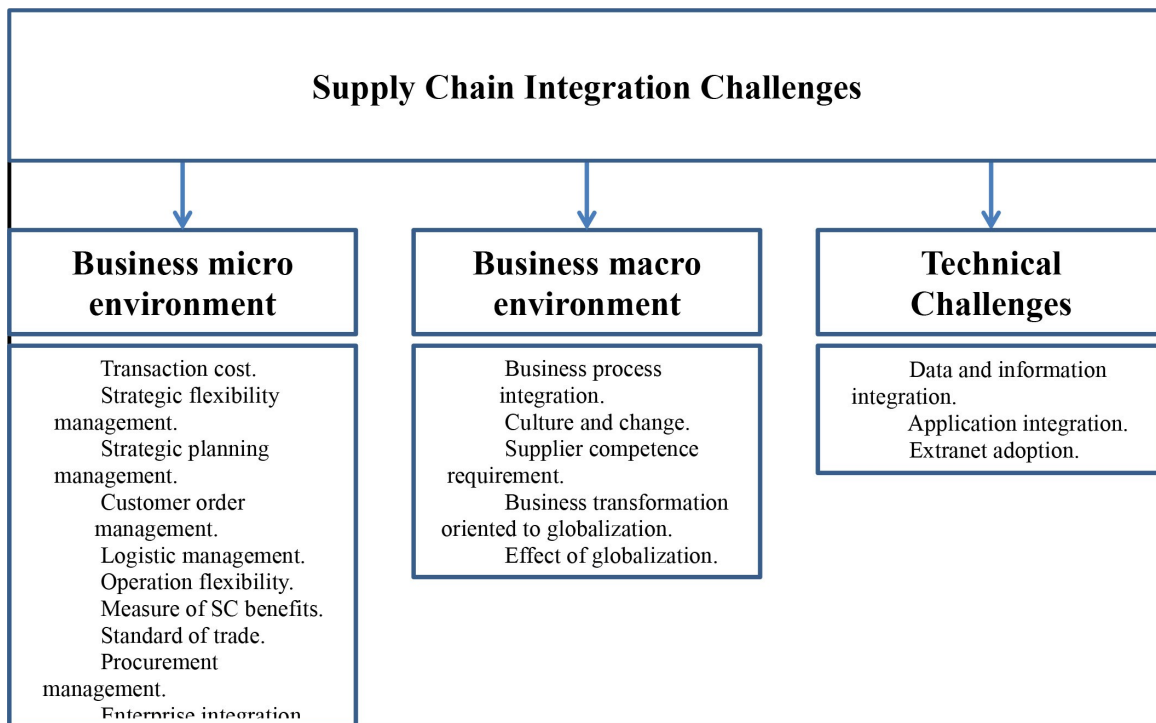 Supply Chain Integration Challenges
Business micro
environment
Transaction cost.
Strategic flexibility
management.
Strategic planning
management.
Customer order
management.
Logistic management.
Operation flexibility.
Measure of SC benefits.
Standard of trade.
Procurement
management.
Enterprise integration
Business macro
environment
Business process
integration.
Culture and change.
Supplier competence
requirement.
Business transformation
oriented to globalization.
Effect of globalization.
Technical
Challenges
Data and information
integration.
Application integration.
Extranet adoption.